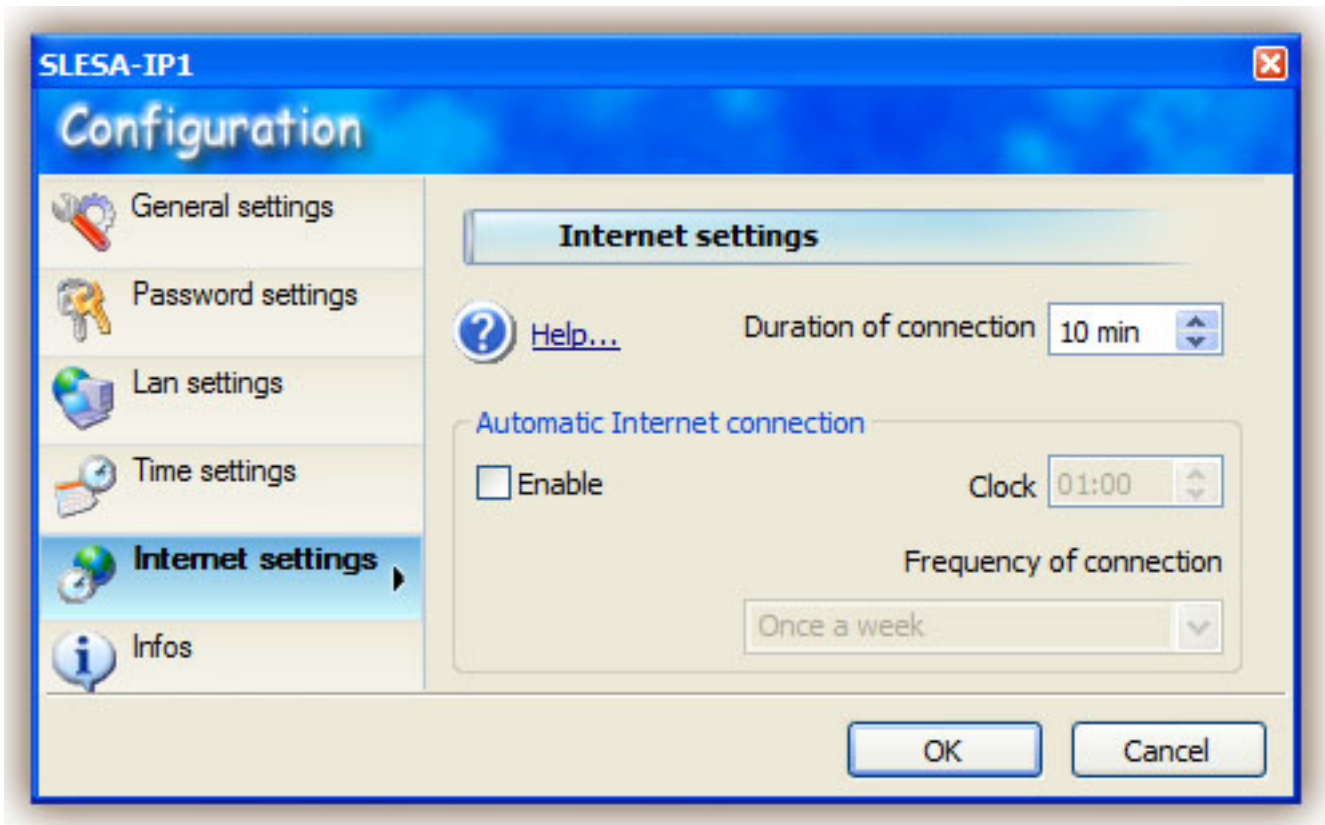 SLESA-IP1
Configuration
General settings
Password settings
Lan settings
Time settings
Internet settings
Infos
Internet settings
Help...
Duration of connection 10 min
Automatic Internet connection
Enable
Clock 01:00
Frequency of connection
Once a week
OK
Cancel